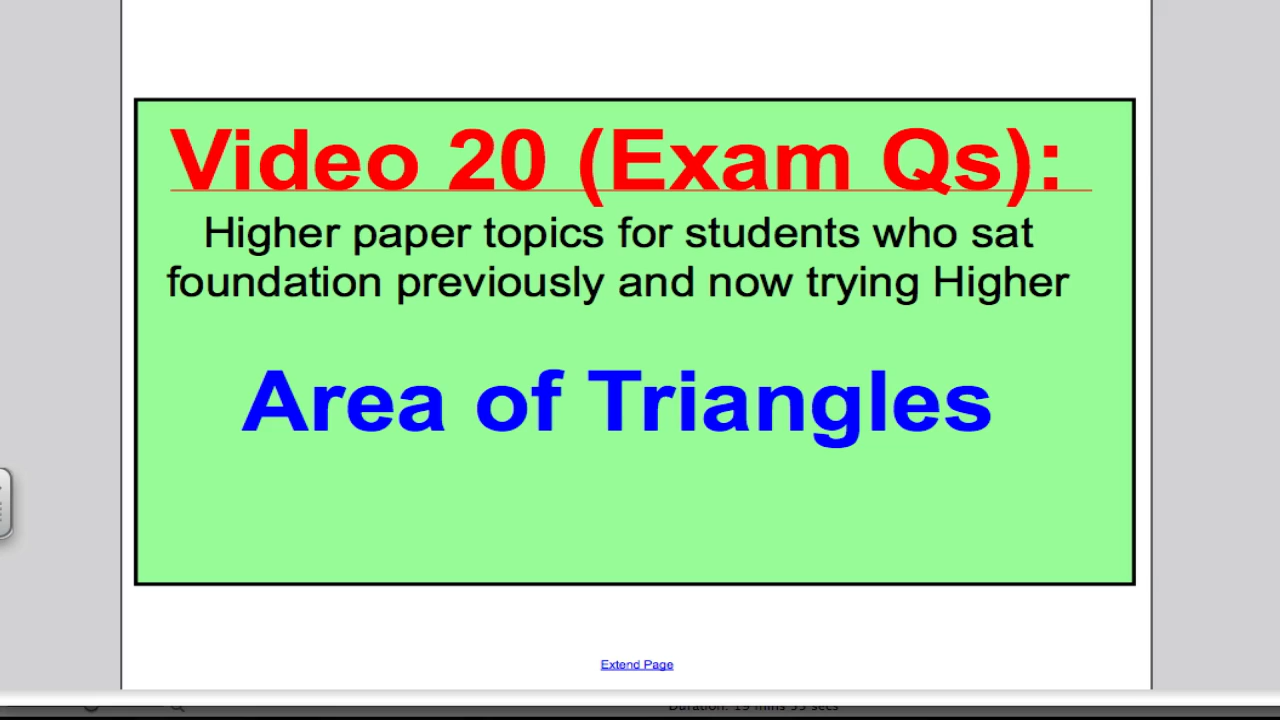 Video 20 (Exam Qs):
Higher paper topics for students who sat
foundation previously and now trying Higher
Area of Triangles
Extend Page